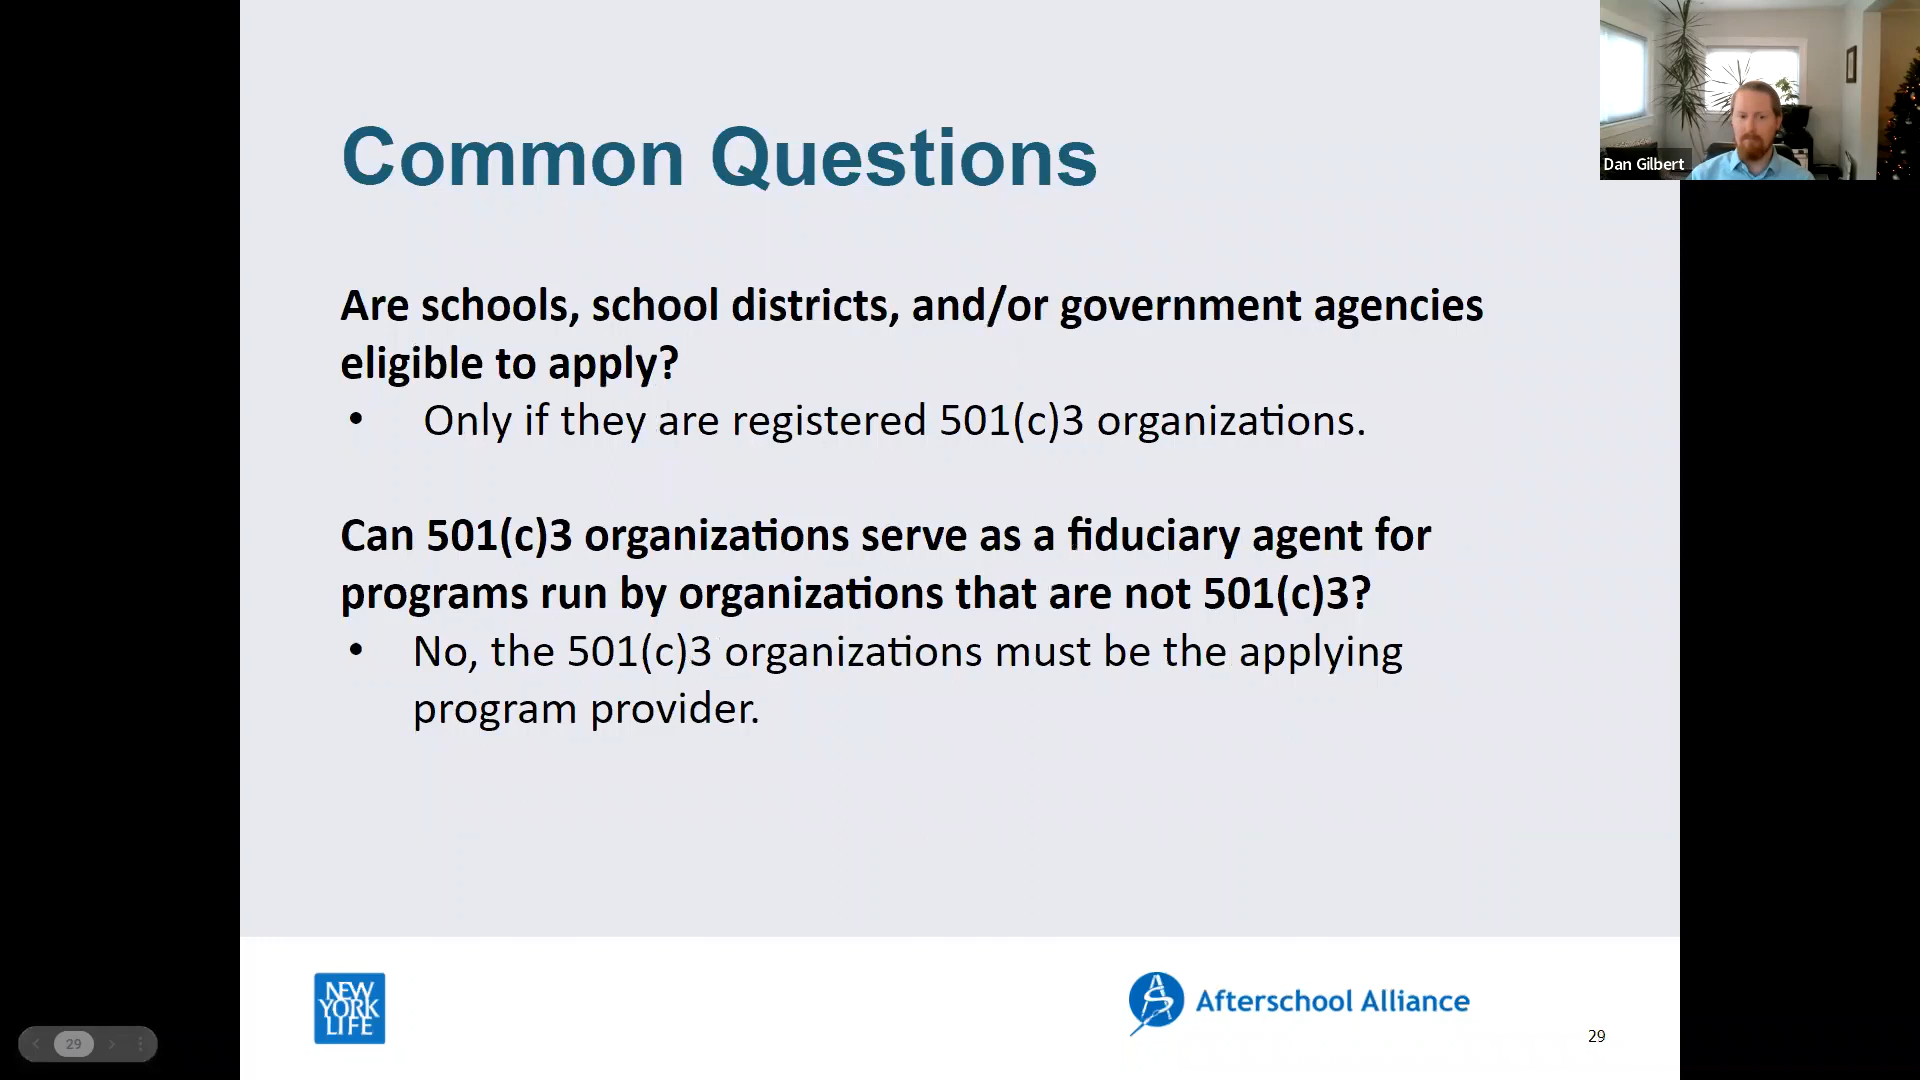 Common Questions
Dan Gilbert
Are schools, school districts, and/or government agencies
eligible to apply?
• Only if they are registered 501(c)3 organizations.
Can 501(c)3 organizations serve as a fiduciary agent for
programs run by organizations that are not 501(c)3?
• No, the 501(c)3 organizations must be the applying
program provider.
NEW
YORK
LIFE
Afterschool Alliance
29
29